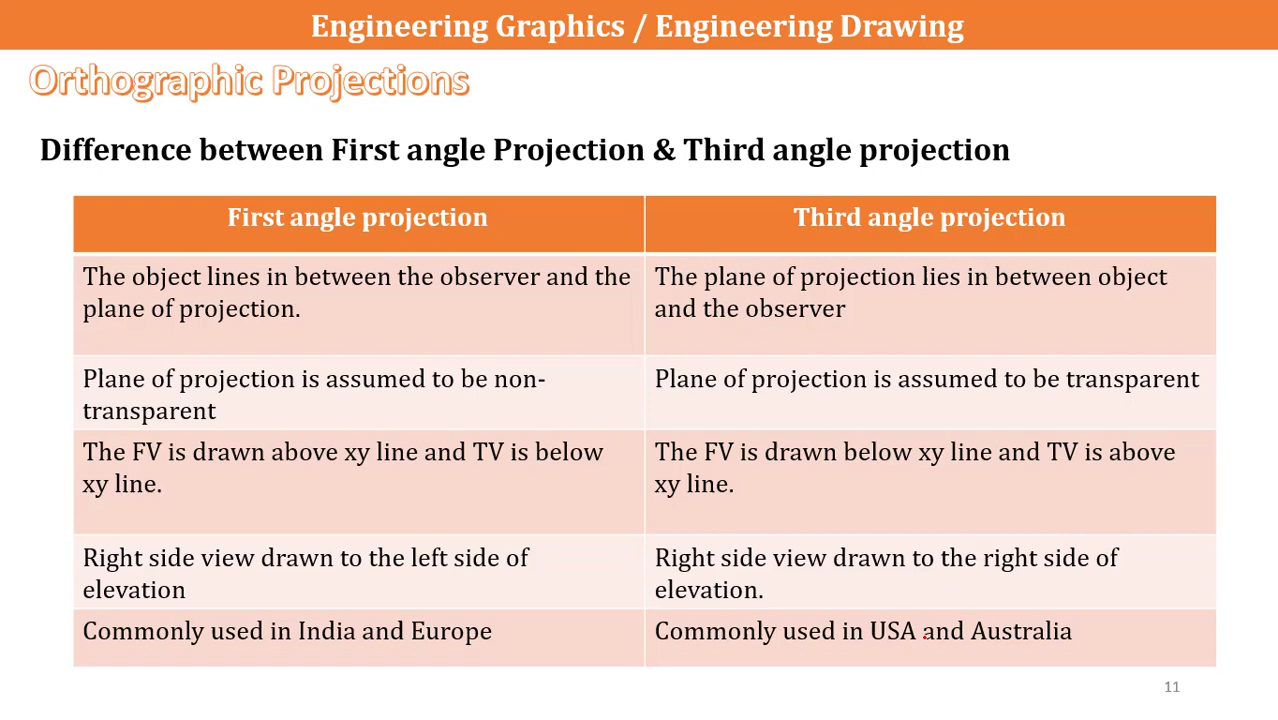 Engineering Graphics / Engineering Drawing
Orthographic Projections
Difference between First angle Projection & Third angle projection
First angle projection
Third angle projection
The object lines in between the observer and the
plane of projection.
The plane of projection lies in between object
and the observer
Plane of projection is assumed to be non-
transparent
Plane of projection is assumed to be transparent
The FV is drawn above xy line and TV is below
xy line.
The FV is drawn below xy line and TV is above
xy line.
Right side view drawn to the left side of
elevation
Right side view drawn to the right side of
elevation.
Commonly used in India and Europe
Commonly used in USA and Australia
11